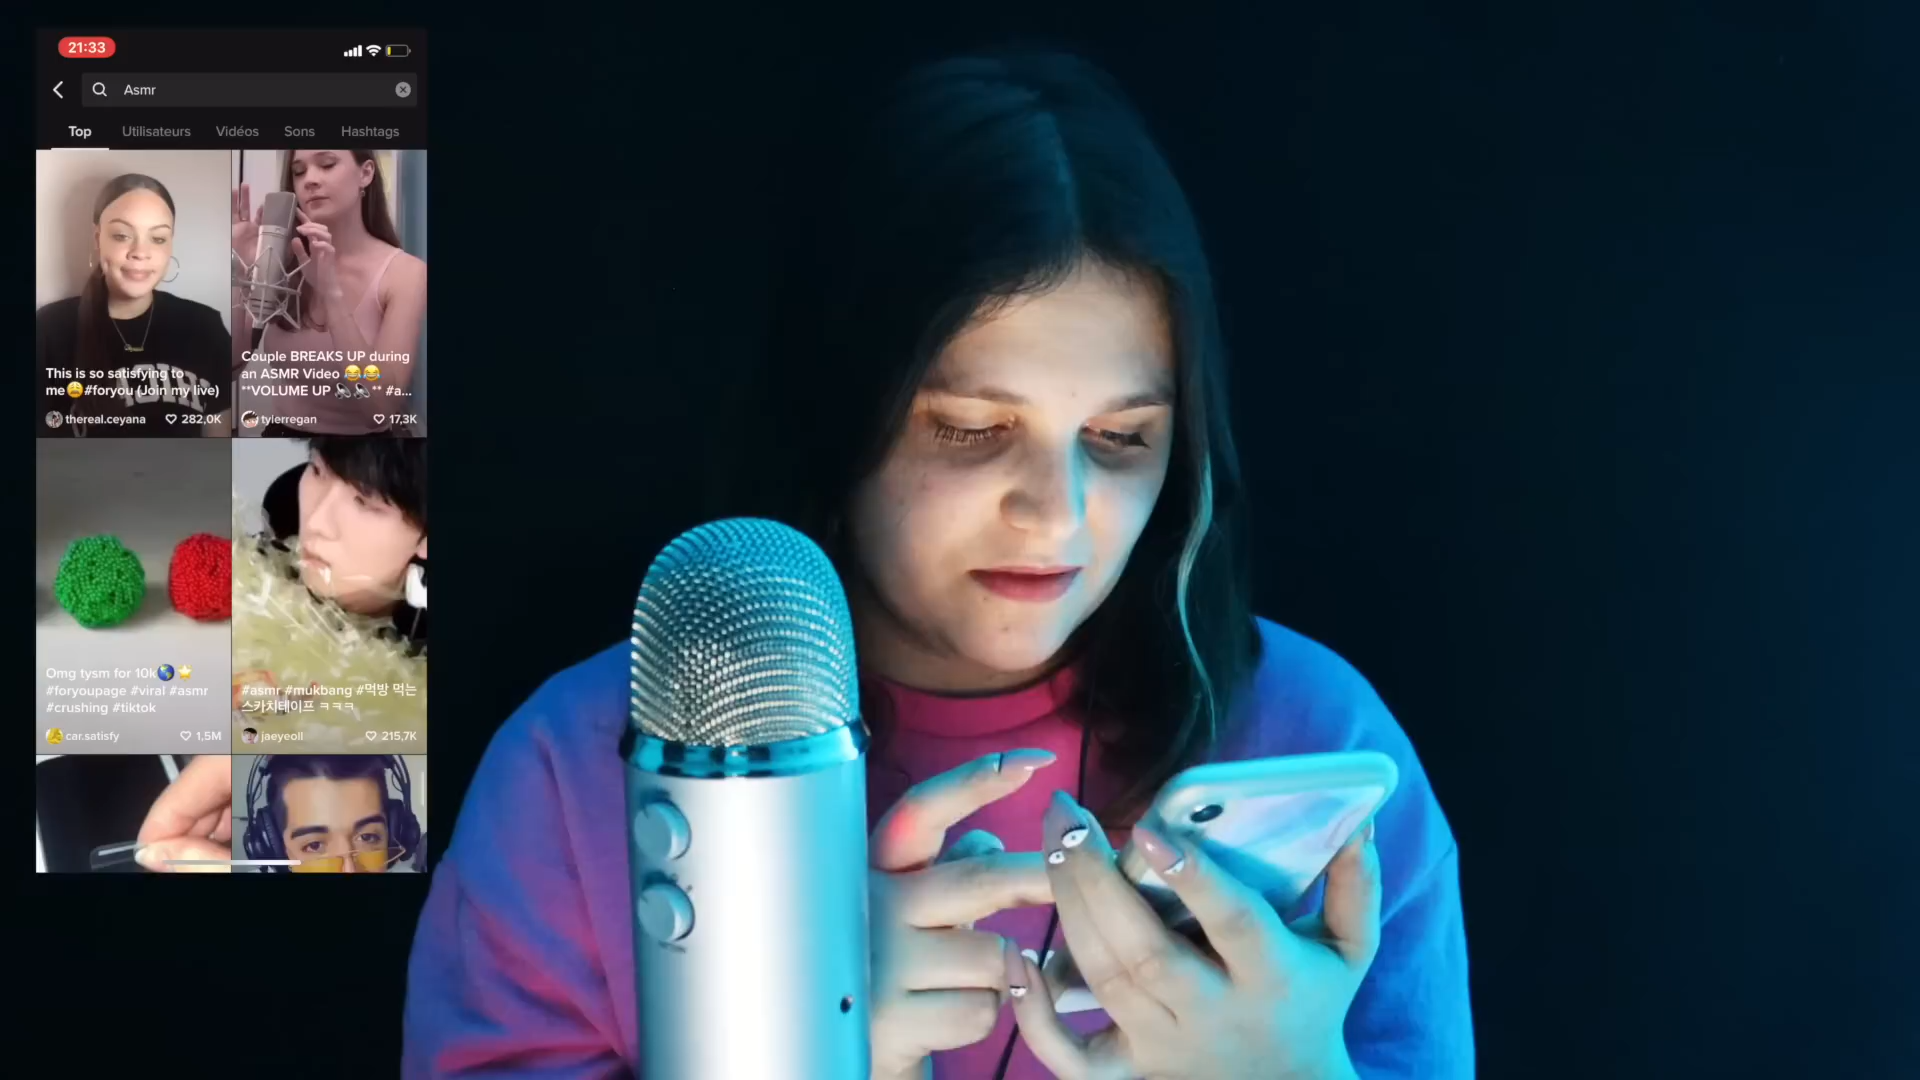 21:33
Asmr
Top Utilisateurs Vidéos Sons Hashtags
This is so satisfying to
me😩#foryou (Join my live)
thereal.ceyana 282,0K
Couple BREAKS UP during
an ASMR Video 😂😂
**VOLUME UP 🔊🔊** #a...
tylerregan 17,3K
Omg tysm for 10k🌎⭐
#foryoupage #viral #asmr
#crushing #tiktok
car.satisfy 1,5M
#asmr #mukbang #먹방 먹는
스카치테이프 ㅋㅋㅋ
jaeyeoll 215,7K